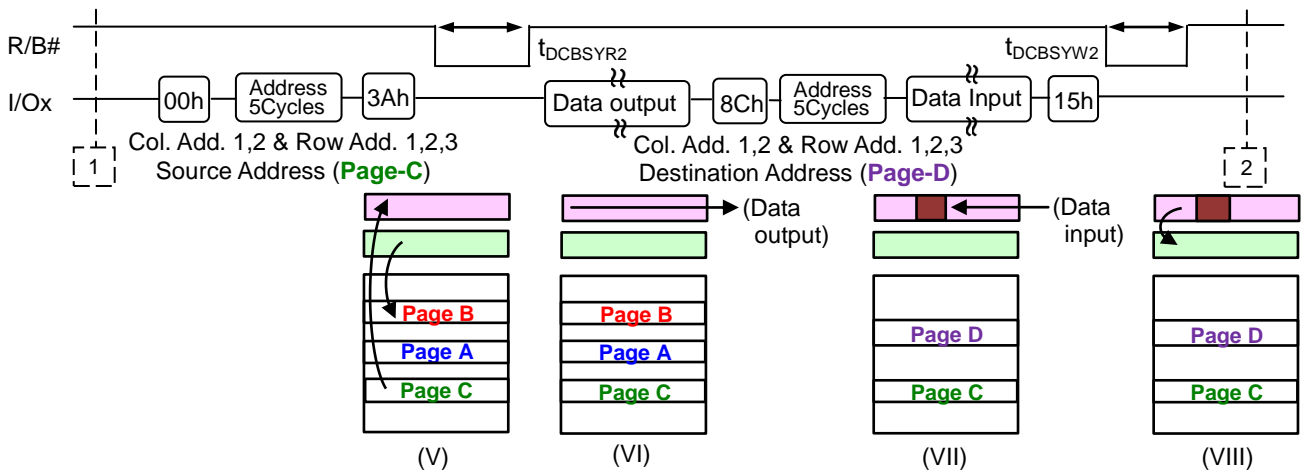 R/B#
tDCBSYR2
tDCBSYW2
I/Ox
00h
Address
5Cycles
3Ah
Data output
8Ch
Address
5Cycles
Data Input
15h
Col. Add. 1,2 & Row Add. 1,2,3
Source Address (Page-C)
Col. Add. 1,2 & Row Add. 1,2,3
Destination Address (Page-D)
1
2
(Data
output)
(Data
input)
Page B
Page A
Page C
Page B
Page A
Page C
Page D
Page C
Page D
Page C
(V)
(VI)
(VII)
(VIII)